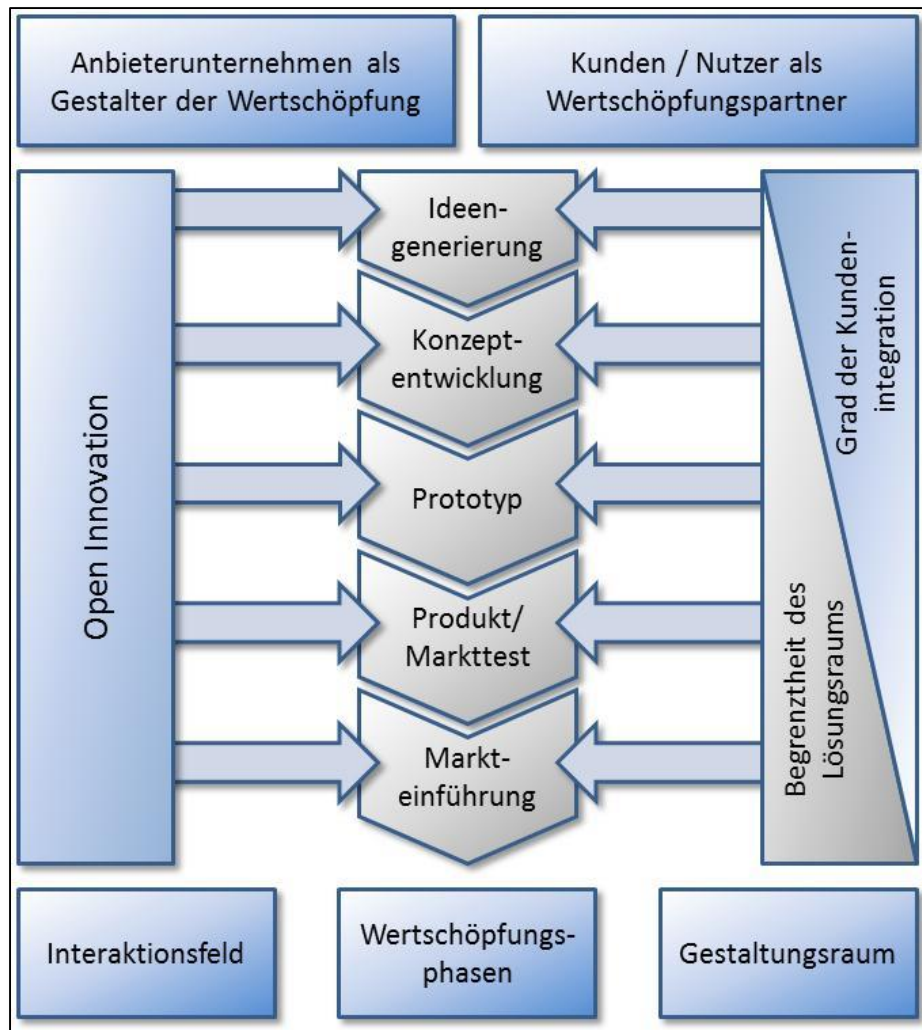 Anbieterunternehmen als
Gestalter der Wertschöpfung
Kunden / Nutzer als
Wertschöpfungspartner
Open Innovation
Ideen-
generierung
Konzept-
entwicklung
Prototyp
Produkt/
Markttest
Markt-
einführung
Grad der Kunden-
integration
Begrenztheit des
Lösungsraums
Interaktionsfeld
Wertschöpfungs-
phasen
Gestaltungsraum